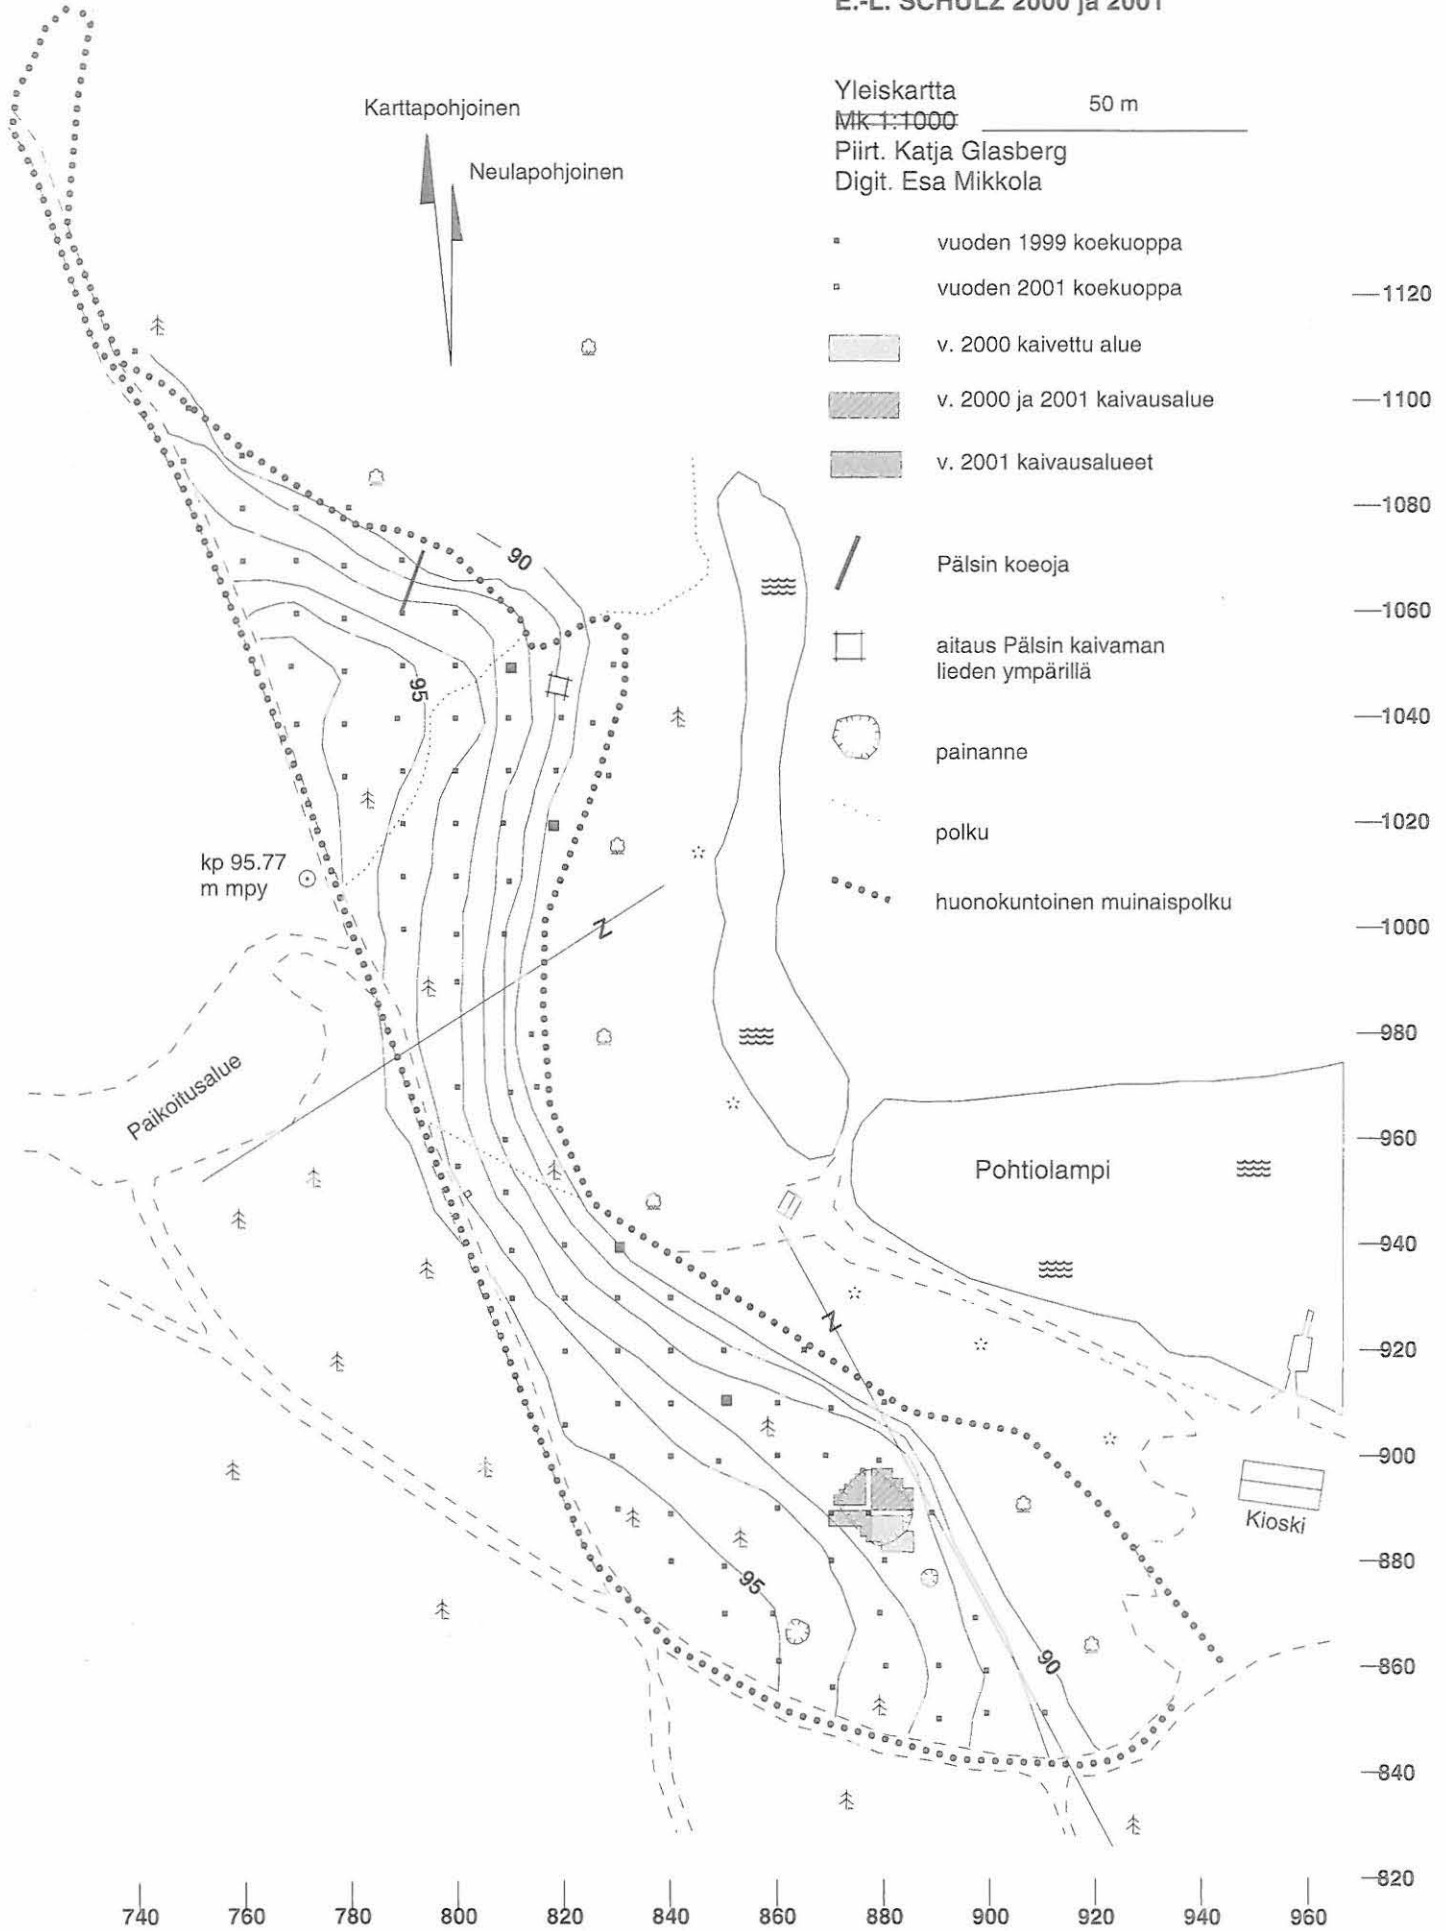 E.-L. SCHULZ 2000 ja 2001
Yleiskartta
Mk 1:1000
50 m
Piirt. Katja Glasberg
Digit. Esa Mikkola
Karttapohjoinen
Neulapohjoinen
vuoden 1999 koekuoppa
vuoden 2001 koekuoppa
v. 2000 kaivettu alue
v. 2000 ja 2001 kaivausalue
v. 2001 kaivausalueet
Pälsin koeoja
aitaus Pälsin kaivaman
lieden ympärillä
painanne
polku
huonokuntoinen muinaispolku
1120
1100
1080
1060
1040
1020
1000
980
960
940
920
900
880
860
840
820
90
95
kp 95.77
m mpy
Z
Paikoitusalue
Pohtiolampi
Z
Kioski
95
90
740
760
780
800
820
840
860
880
900
920
940
960